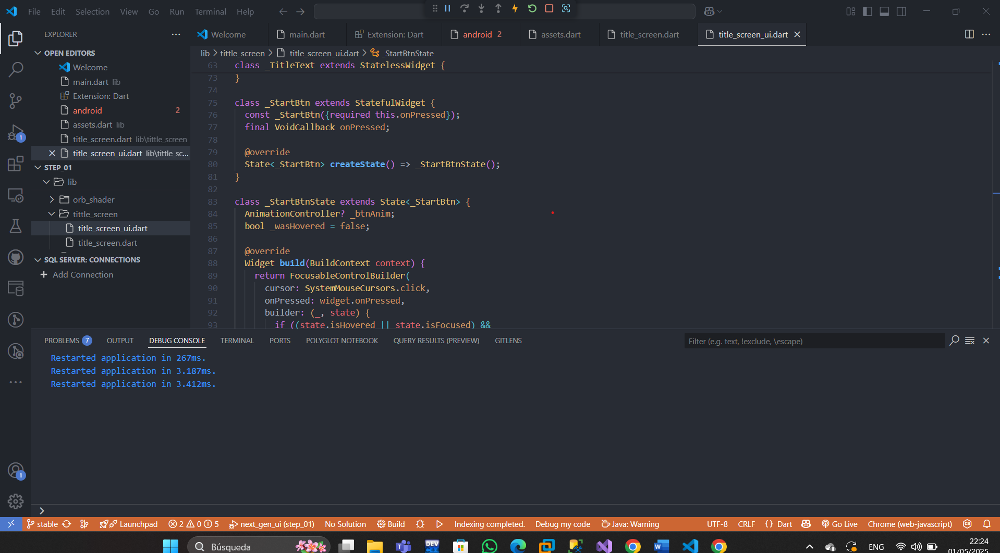 File Edit Selection View Go Run Terminal Help
EXPLORER
Welcome main.dart Extension: Dart android 2 assets.dart title_screen.dart title_screen_ui.dart
OPEN EDITORS
Welcome
main.dart lib
Extension: Dart
android 2
assets.dart lib
title_screen.dart lib\tittle_screen
title_screen_ui.dart lib\tittle_sc...
STEP_01
lib
orb_shader
tittle_screen
title_screen_ui.dart
title_screen.dart
SQL SERVER: CONNECTIONS
Add Connection
1
1
lib > tittle_screen > title_screen_ui.dart > _StartBtnState
63 class _TitleText extends StatelessWidget {
73 }
74
75 class _StartBtn extends StatefulWidget {
76 const _StartBtn({required this.onPressed});
77 final VoidCallback onPressed;
78
79 @override
80 State<_StartBtn> createState() => _StartBtnState();
81 }
82
83 class _StartBtnState extends State<_StartBtn> {
84 AnimationController? _btnAnim;
85 bool _wasHovered = false;
86
87 @override
88 Widget build(BuildContext context) {
89 return FocusableControlBuilder(
90 cursor: SystemMouseCursors.click,
91 onPressed: widget.onPressed,
92 builder: (_, state) {
93 if ((state.isHovered || state.isFocused) &&
PROBLEMS 7 OUTPUT DEBUG CONSOLE TERMINAL PORTS POLYGLOT NOTEBOOK QUERY RESULTS (PREVIEW) GITLENS Filter (e.g. text, !exclude, \escape)
Restarted application in 267ms.
Restarted application in 3.187ms.
Restarted application in 3.412ms.
stable Launchpad 2 0 5 next_gen_ui (step_01) No Solution Build Indexing completed. Debug my code Java: Warning UTF-8 CRLF {} Dart Go Live Chrome (web-javascript)
Búsqueda DEV ENG 22:24
01/05/2025